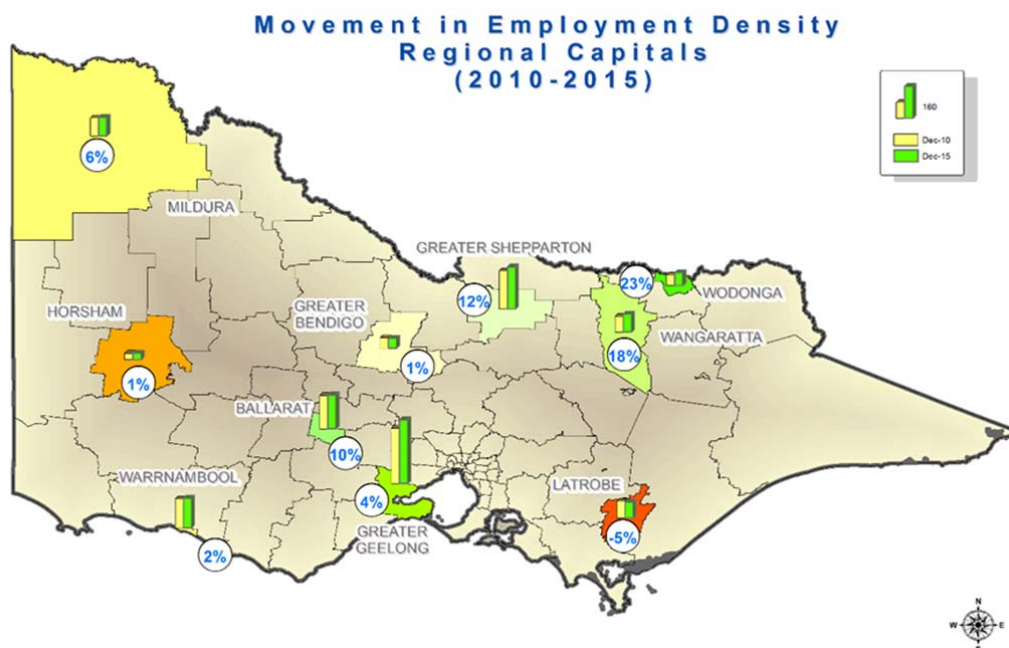 Movement in Employment Density
Regional Capitals
(2010-2015)
160
Dec-10
Dec-15
6%
MILDURA
GREATER SHEPPARTON
12%
23%
WODONGA
HORSHAM
GREATER
BENDIGO
WANGARATTA
18%
1%
1%
BALLARAT
10%
WARRNAMBOOL
LATROBE
4%
GREATER
GEELONG
-5%
2%
N
W
E